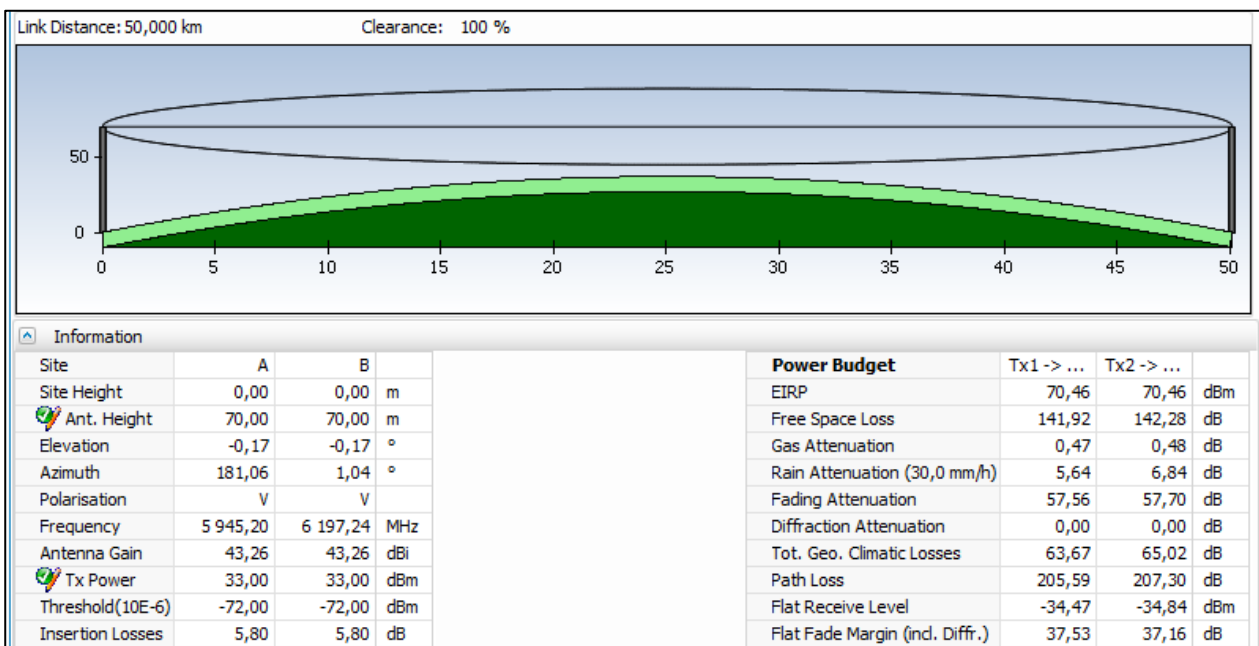 Link Distance: 50,000 km Clearance: 100 %
50
0
0 5 10 15 20 25 30 35 40 45 50
Information
Site A B
Site Height 0,00 0,00 m
Ant. Height 70,00 70,00 m
Elevation -0,17 -0,17 °
Azimuth 181,06 1,04 °
Polarisation V V
Frequency 5 945,20 6 197,24 MHz
Antenna Gain 43,26 43,26 dBi
Tx Power 33,00 33,00 dBm
Threshold(10E-6) -72,00 -72,00 dBm
Insertion Losses 5,80 5,80 dB
Power Budget Tx1 -> ... Tx2 -> ...
EIRP 70,46 70,46 dBm
Free Space Loss 141,92 142,28 dB
Gas Attenuation 0,47 0,48 dB
Rain Attenuation (30,0 mm/h) 5,64 6,84 dB
Fading Attenuation 57,56 57,70 dB
Diffraction Attenuation 0,00 0,00 dB
Tot. Geo. Climatic Losses 63,67 65,02 dB
Path Loss 205,59 207,30 dB
Flat Receive Level -34,47 -34,84 dBm
Flat Fade Margin (incl. Diffr.) 37,53 37,16 dB